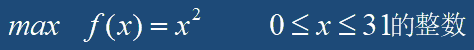 max f(x) = x² 0 ≤ x ≤ 31的整数